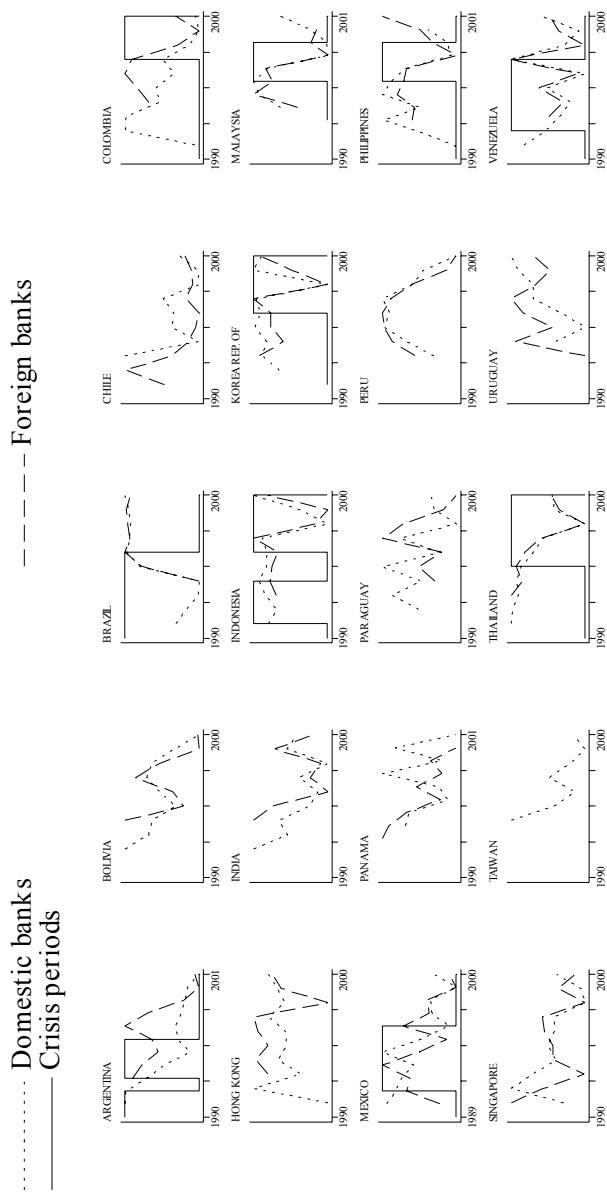 Domestic banks Foreign banks
Crisis periods
ARGENTINA BOLIVIA BRAZIL CHILE COLOMBIA
1990 2001 1990 2000 1990 2000 1990 2000 1990 2000
HONG KONG INDIA INDONESIA KOREA REP. OF MALAYSIA
1990 2000 1990 2000 1990 2000 1990 2000 1990 2001
MEXICO PANAMA PARAGUAY PERU PHILIPPINES
1989 2000 1990 2001 1990 2000 1990 2000 1990 2001
SINGAPORE TAIWAN THAILAND URUGUAY VENEZUELA
1990 2000 1990 2000 1990 2000 1990 2000 1990 2000